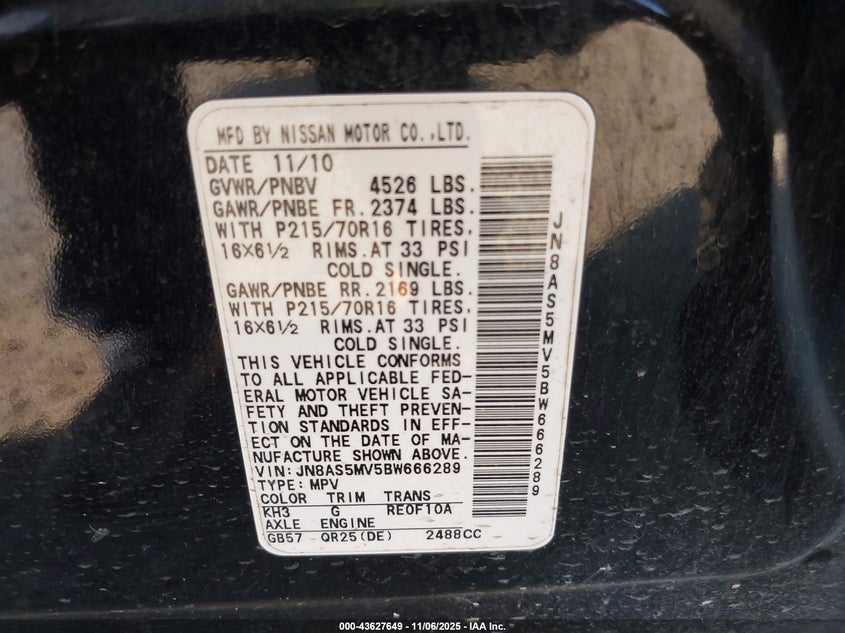 MFD BY NISSAN MOTOR CO.,LTD.
DATE 11/10
GVWR/PNBV 4526 LBS.
GAWR/PNBE FR. 2374 LBS.
WITH P215/70R16 TIRES,
16X6½ RIMS.AT 33 PSI
COLD SINGLE.
GAWR/PNBE RR. 2169 LBS.
WITH P215/70R16 TIRES,
16X6½ RIMS.AT 33 PSI
COLD SINGLE.
THIS VEHICLE CONFORMS
TO ALL APPLICABLE FED-
ERAL MOTOR VEHICLE SA-
FETY AND THEFT PREVEN-
TION STANDARDS IN EFF-
ECT ON THE DATE OF MA-
NUFACTURE SHOWN ABOVE.
VIN:JN8AS5MV5BW666289
TYPE:MPV
COLOR TRIM TRANS
KH3 G RE0F10A
AXLE ENGINE
GB57 QR25(DE) 2488CC
JN8AS5MV5BW666289
000-43627649 - 11/06/2025 - IAA Inc.